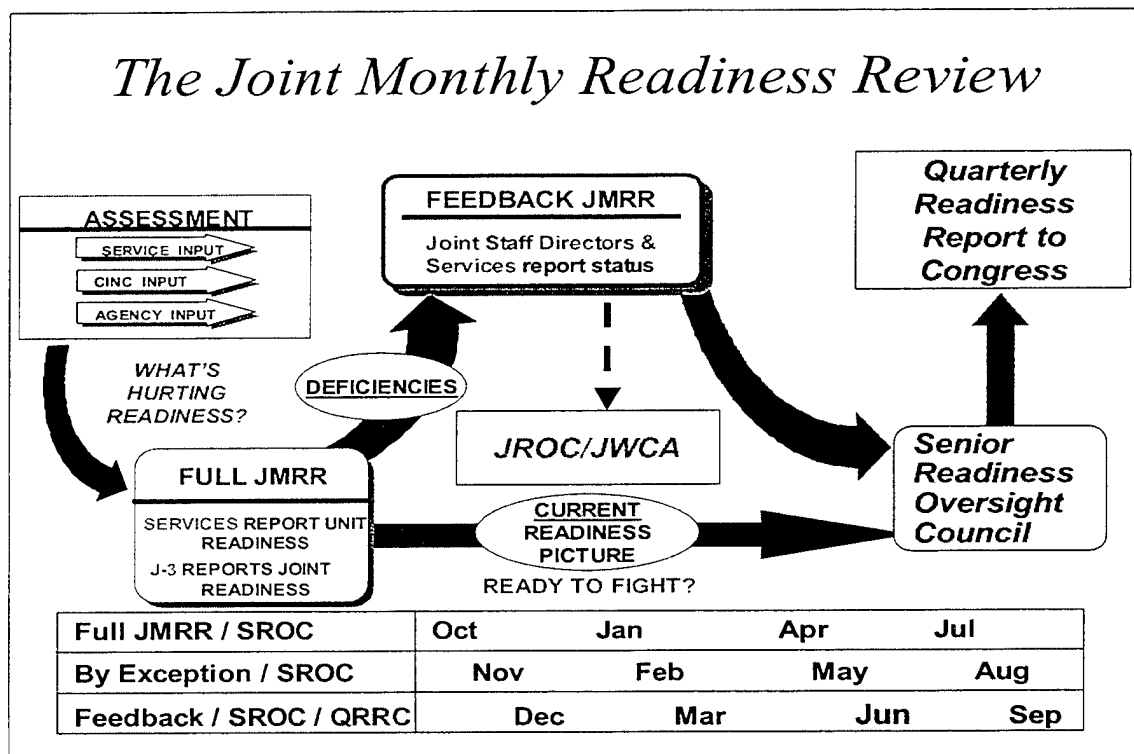 The Joint Monthly Readiness Review
ASSESSMENT
SERVICE INPUT
CINC INPUT
AGENCY INPUT
WHAT'S
HURTING
READINESS?
DEFICIENCIES
FEEDBACK JMRR
Joint Staff Directors &
Services report status
JROC/JWCA
Quarterly
Readiness
Report to
Congress
Senior
Readiness
Oversight
Council
FULL JMRR
SERVICES REPORT UNIT
READINESS
J-3 REPORTS JOINT
READINESS
CURRENT
READINESS
PICTURE
READY TO FIGHT?
Full JMRR / SROC Oct Jan Apr Jul
By Exception / SROC Nov Feb May Aug
Feedback / SROC / QRRC Dec Mar Jun Sep